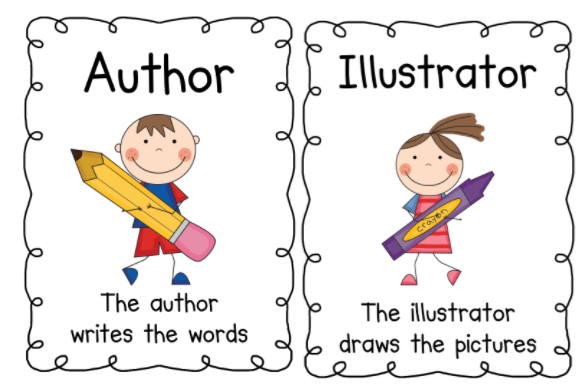 Author
The author
writes the words
Illustrator
crayon
The illustrator
draws the pictures